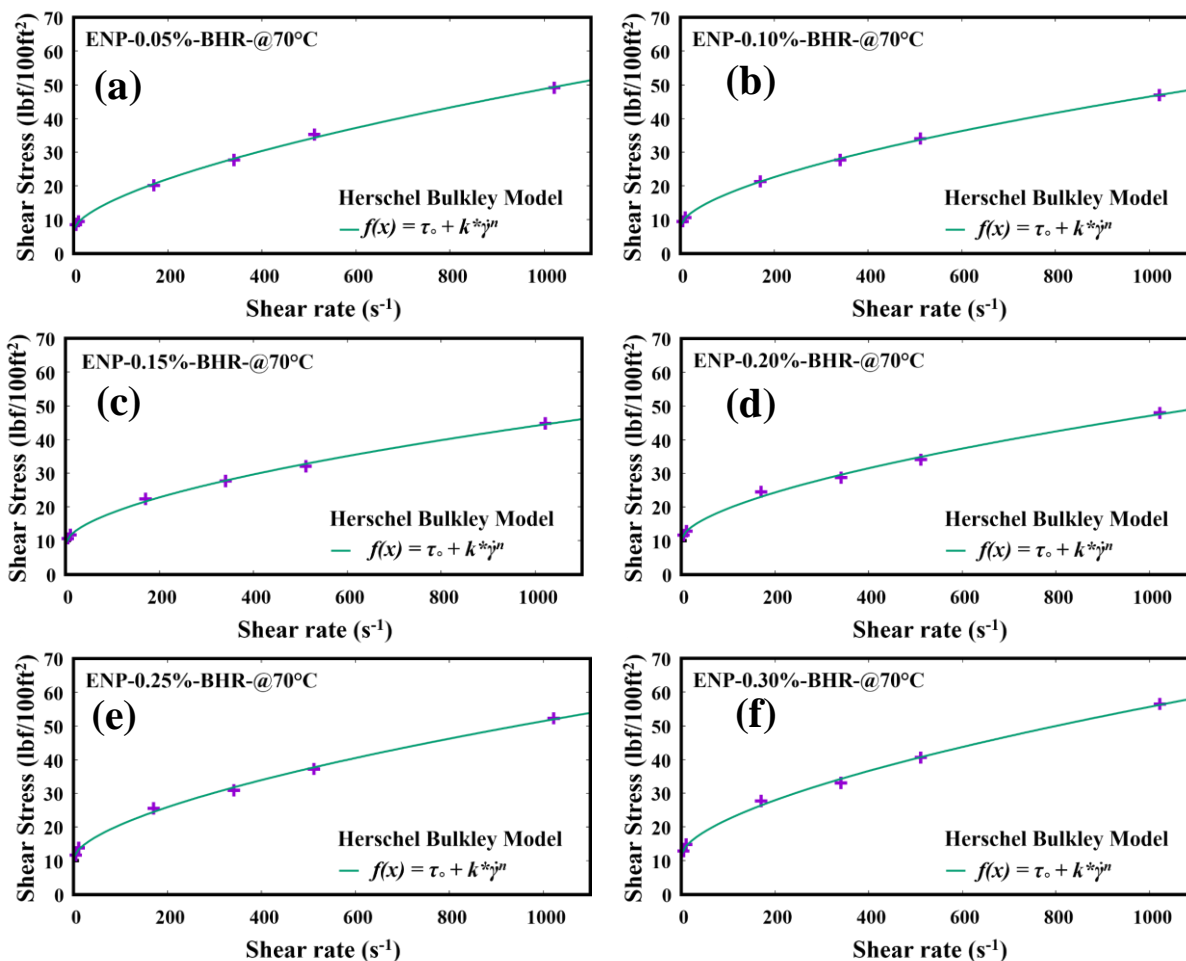 ENP-0.05%-BHR-@70°C
(a)
Shear Stress (lbf/100ft²)
70
60
50
40
30
20
10
0
Herschel Bulkley Model
f(x) = τ₀ + k*γ̇ⁿ
0 200 400 600 800 1000
Shear rate (s⁻¹)
ENP-0.10%-BHR-@70°C
(b)
Shear Stress (lbf/100ft²)
70
60
50
40
30
20
10
0
Herschel Bulkley Model
f(x) = τ₀ + k*γ̇ⁿ
0 200 400 600 800 1000
Shear rate (s⁻¹)
ENP-0.15%-BHR-@70°C
(c)
Shear Stress (lbf/100ft²)
70
60
50
40
30
20
10
0
Herschel Bulkley Model
f(x) = τ₀ + k*γ̇ⁿ
0 200 400 600 800 1000
Shear rate (s⁻¹)
ENP-0.20%-BHR-@70°C
(d)
Shear Stress (lbf/100ft²)
70
60
50
40
30
20
10
0
Herschel Bulkley Model
f(x) = τ₀ + k*γ̇ⁿ
0 200 400 600 800 1000
Shear rate (s⁻¹)
ENP-0.25%-BHR-@70°C
(e)
Shear Stress (lbf/100ft²)
70
60
50
40
30
20
10
0
Herschel Bulkley Model
f(x) = τ₀ + k*γ̇ⁿ
0 200 400 600 800 1000
Shear rate (s⁻¹)
ENP-0.30%-BHR-@70°C
(f)
Shear Stress (lbf/100ft²)
70
60
50
40
30
20
10
0
Herschel Bulkley Model
f(x) = τ₀ + k*γ̇ⁿ
0 200 400 600 800 1000
Shear rate (s⁻¹)